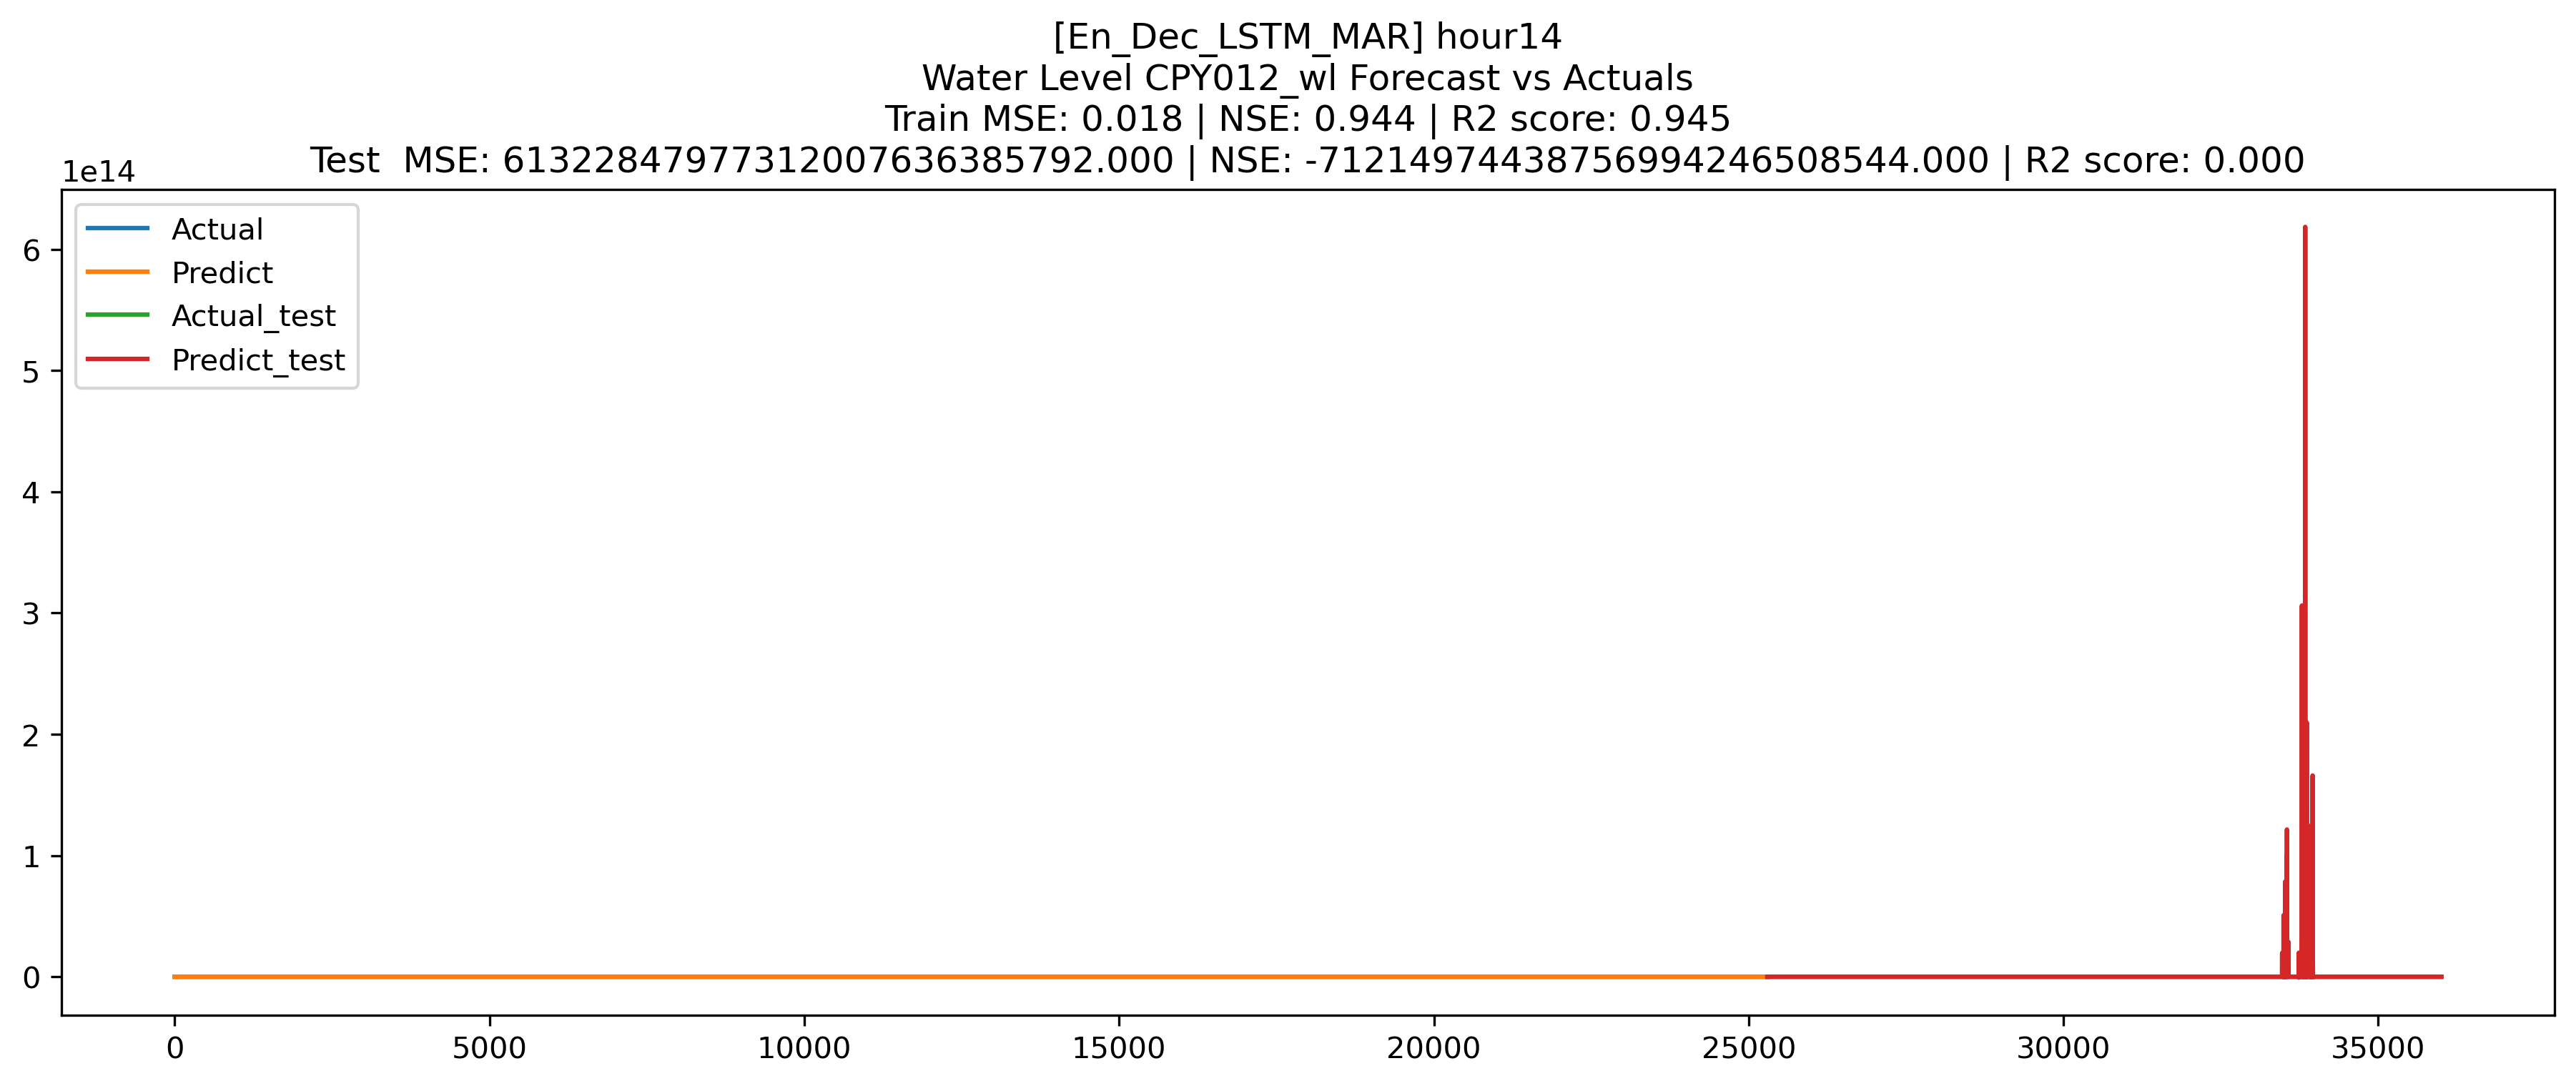 [En_Dec_LSTM_MAR] hour14
Water Level CPY012_wl Forecast vs Actuals
Train MSE: 0.018 | NSE: 0.944 | R2 score: 0.945
Test  MSE: 61322847977312007636385792.000 | NSE: -712149744387569942465085​44.000 | R2 score: 0.000
1e14
Actual
Predict
Actual_test
Predict_test
6
5
4
3
2
1
0
0 5000 10000 15000 20000 25000 30000 35000